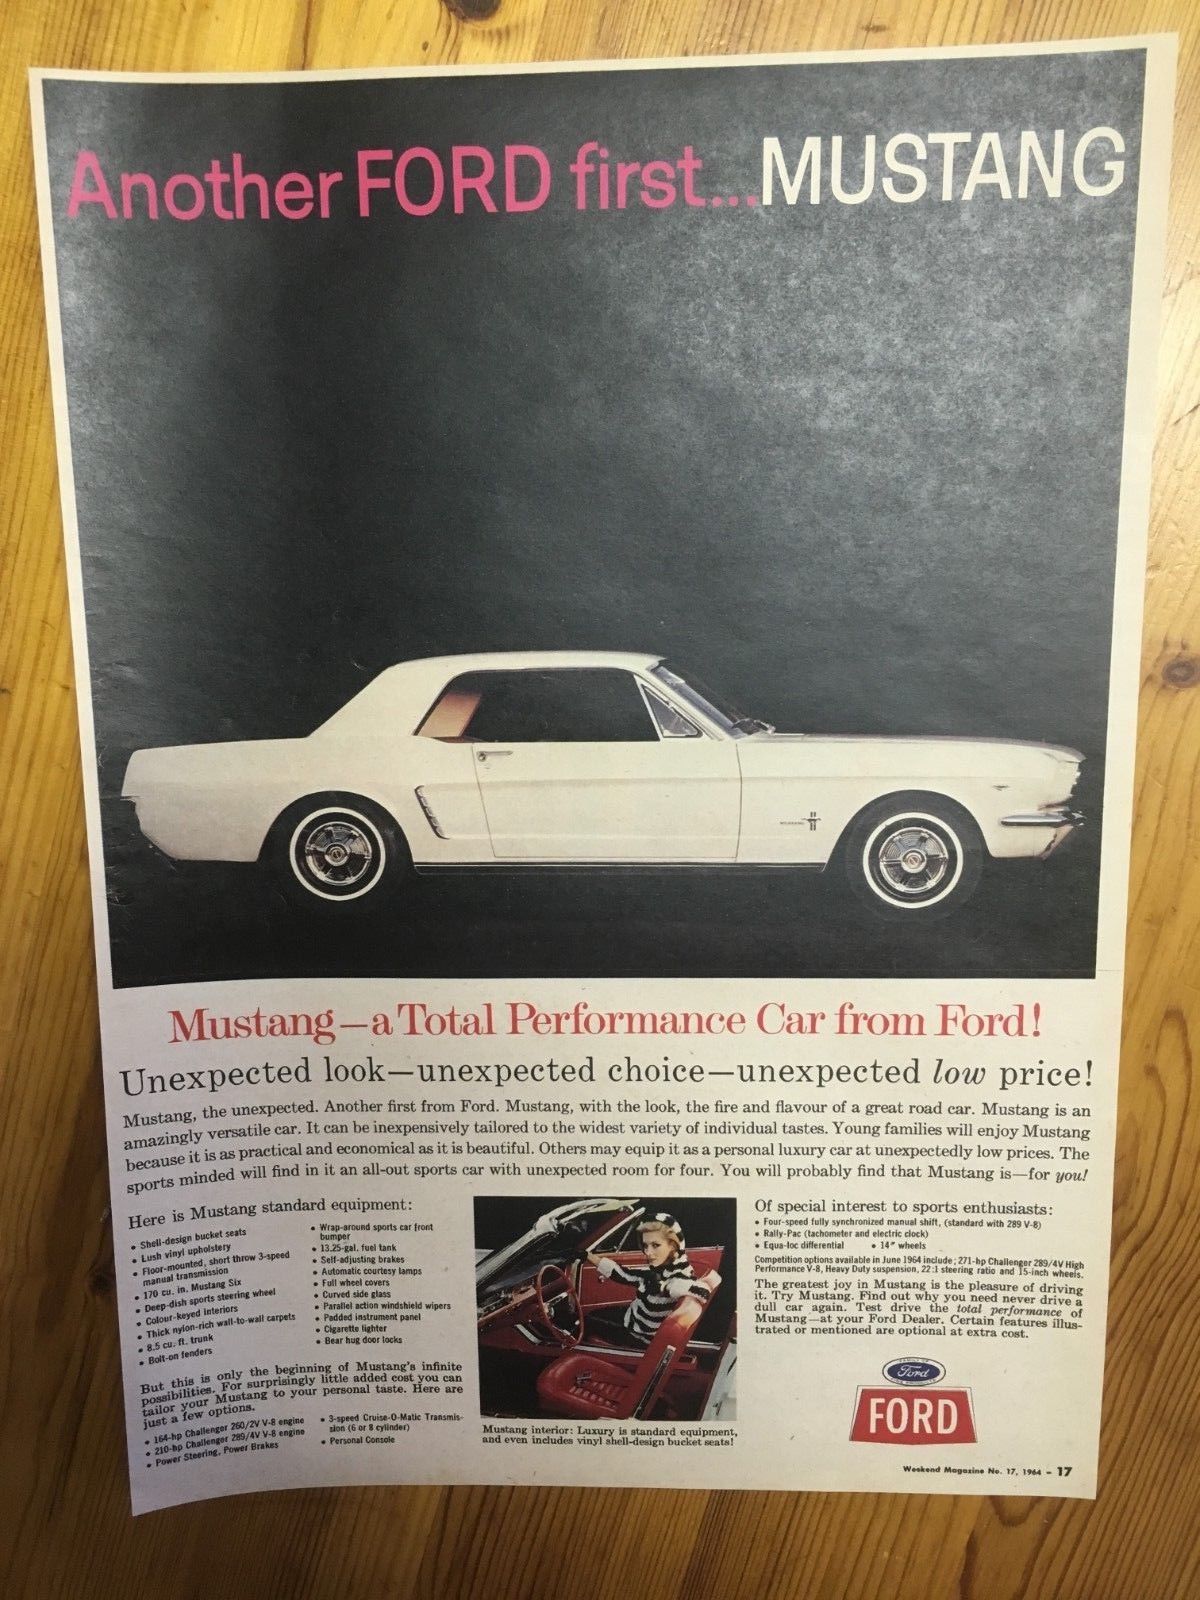 Another FORD first...MUSTANG
Mustang—a Total Performance Car from Ford!
Unexpected look—unexpected choice—unexpected low price!
Mustang, the unexpected. Another first from Ford. Mustang, with the look, the fire and flavour of a great road car. Mustang is an
amazingly versatile car. It can be inexpensively tailored to the widest variety of individual tastes. Young families will enjoy Mustang
because it is as practical and economical as it is beautiful. Others may equip it as a personal luxury car at unexpectedly low prices. The
sports minded will find in it an all-out sports car with unexpected room for four. You will probably find that Mustang is—for you!
Here is Mustang standard equipment:
• Shell-design bucket seats
• Lush vinyl upholstery
• Floor-mounted, short throw 3-speed
manual transmission
• 170 cu. in. Mustang Six
• Deep-dish sports steering wheel
• Colour-keyed interiors
• Thick nylon-rich wall-to-wall carpets
• 8.5 cu. ft. trunk
• Bolt-on fenders
• Wrap-around sports car front
bumper
• 13.25-gal. fuel tank
• Self-adjusting brakes
• Automatic courtesy lamps
• Full wheel covers
• Curved side glass
• Parallel action windshield wipers
• Padded instrument panel
• Cigarette lighter
• Bear hug door locks
But this is only the beginning of Mustang's infinite
possibilities. For surprisingly little added cost you can
tailor your Mustang to your personal taste. Here are
just a few options.
• 164-hp Challenger 260/2V V-8 engine
• 210-hp Challenger 289/4V V-8 engine
• Power Steering, Power Brakes
• 3-speed Cruise-O-Matic Transmis-
sion (6 or 8 cylinder)
• Personal Console
Mustang interior: Luxury is standard equipment,
and even includes vinyl shell-design bucket seats!
Of special interest to sports enthusiasts:
• Four-speed fully synchronized manual shift, (standard with 289 V-8)
• Rally-Pac (tachometer and electric clock)
• Equa-loc differential • 14" wheels
Competition options available in June 1964 include; 271-hp Challenger 289/4V High
Performance V-8, Heavy Duty suspension, 22:1 steering ratio and 15-inch wheels.
The greatest joy in Mustang is the pleasure of driving
it. Try Mustang. Find out why you need never drive a
dull car again. Test drive the total performance of
Mustang—at your Ford Dealer. Certain features illus-
trated or mentioned are optional at extra cost.
Ford
FORD
Weekend Magazine No. 17, 1964 - 17